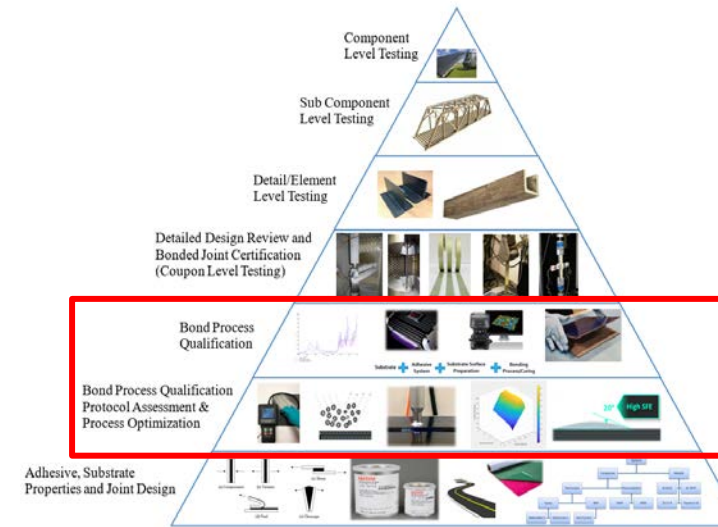 Component
Level Testing
Sub Component
Level Testing
Detail/Element
Level Testing
Detailed Design Review and
Bonded Joint Certification
(Coupon Level Testing)
Bond Process
Qualification
Substrate + Adhesive System + Substrate Surface Preparation + Bonding Process/Curing
Bond Process Qualification
Protocol Assessment &
Process Optimization
High SFE
Adhesive, Substrate
Properties and Joint Design